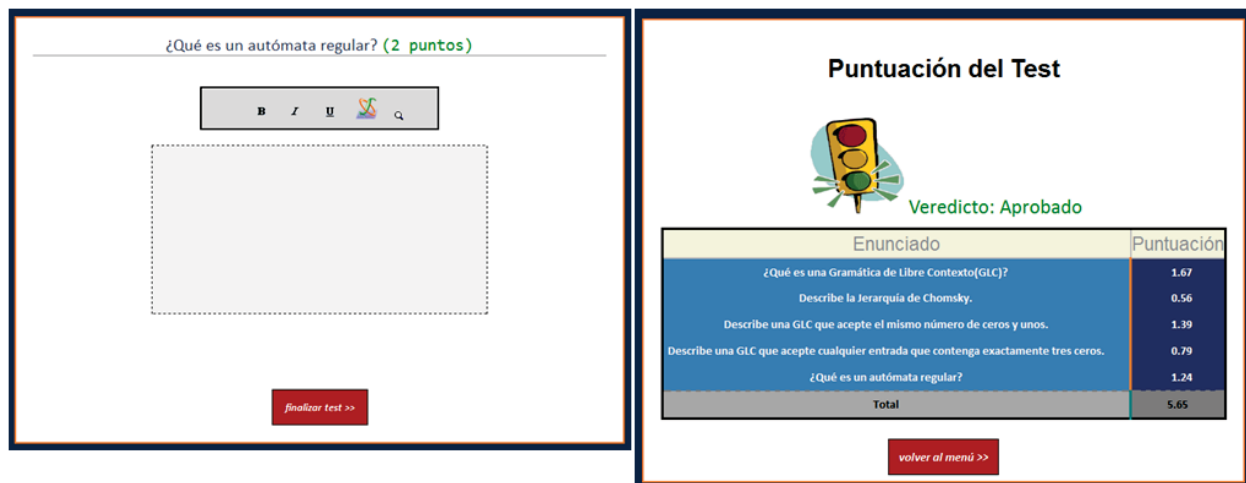 ¿Qué es un autómata regular? (2 puntos)
B I U
finalizar test >>
Puntuación del Test
Veredicto: Aprobado
Enunciado Puntuación
¿Qué es una Gramática de Libre Contexto(GLC)? 1.67
Describe la Jerarquía de Chomsky. 0.56
Describe una GLC que acepte el mismo número de ceros y unos. 1.39
Describe una GLC que acepte cualquier entrada que contenga exactamente tres ceros. 0.79
¿Qué es un autómata regular? 1.24
Total 5.65
volver al menú >>